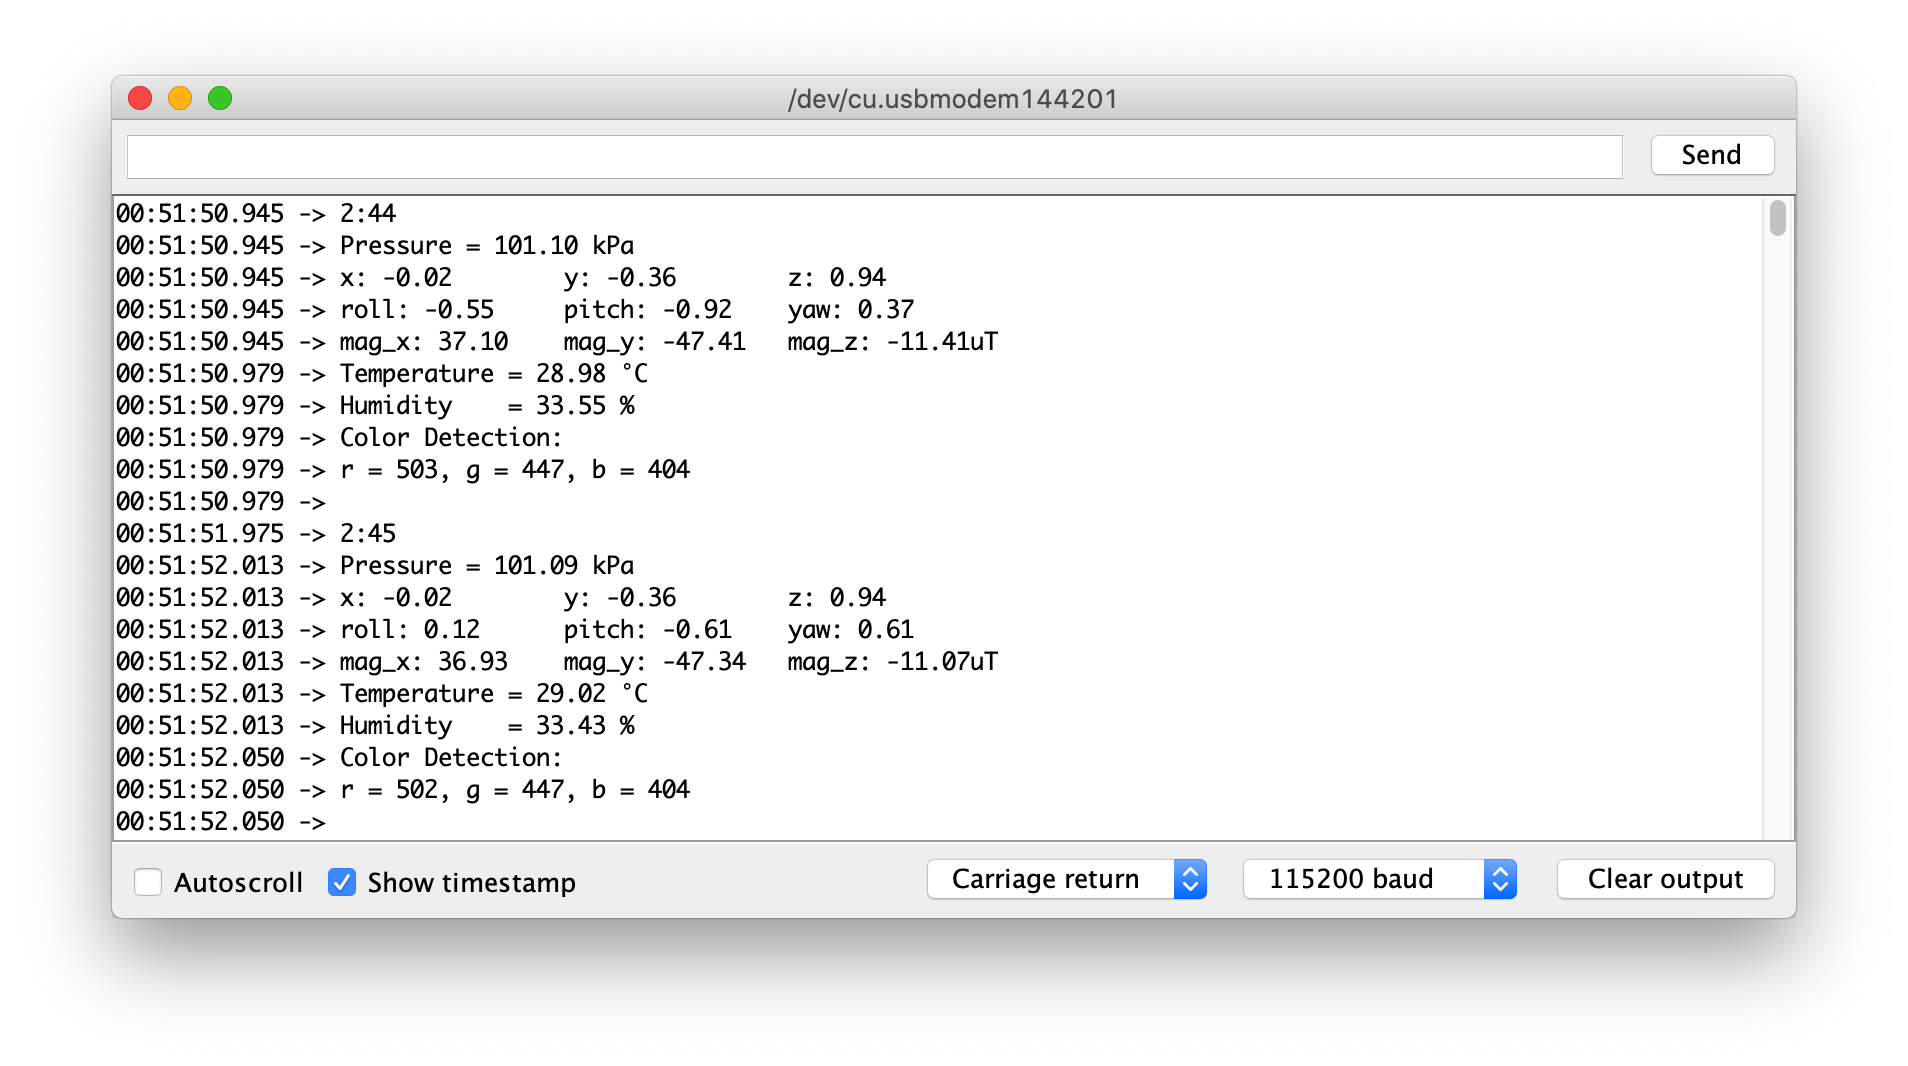 /dev/cu.usbmodem144201
Send
00:51:50.945 -> 2:44
00:51:50.945 -> Pressure = 101.10 kPa
00:51:50.945 -> x: -0.02        y: -0.36        z: 0.94
00:51:50.945 -> roll: -0.55     pitch: -0.92    yaw: 0.37
00:51:50.945 -> mag_x: 37.10    mag_y: -47.41   mag_z: -11.41uT
00:51:50.979 -> Temperature = 28.98 °C
00:51:50.979 -> Humidity    = 33.55 %
00:51:50.979 -> Color Detection:
00:51:50.979 -> r = 503, g = 447, b = 404
00:51:50.979 ->
00:51:51.975 -> 2:45
00:51:52.013 -> Pressure = 101.09 kPa
00:51:52.013 -> x: -0.02        y: -0.36        z: 0.94
00:51:52.013 -> roll: 0.12      pitch: -0.61    yaw: 0.61
00:51:52.013 -> mag_x: 36.93    mag_y: -47.34   mag_z: -11.07uT
00:51:52.013 -> Temperature = 29.02 °C
00:51:52.013 -> Humidity    = 33.43 %
00:51:52.050 -> Color Detection:
00:51:52.050 -> r = 502, g = 447, b = 404
00:51:52.050 ->
Autoscroll Show timestamp Carriage return 115200 baud Clear output